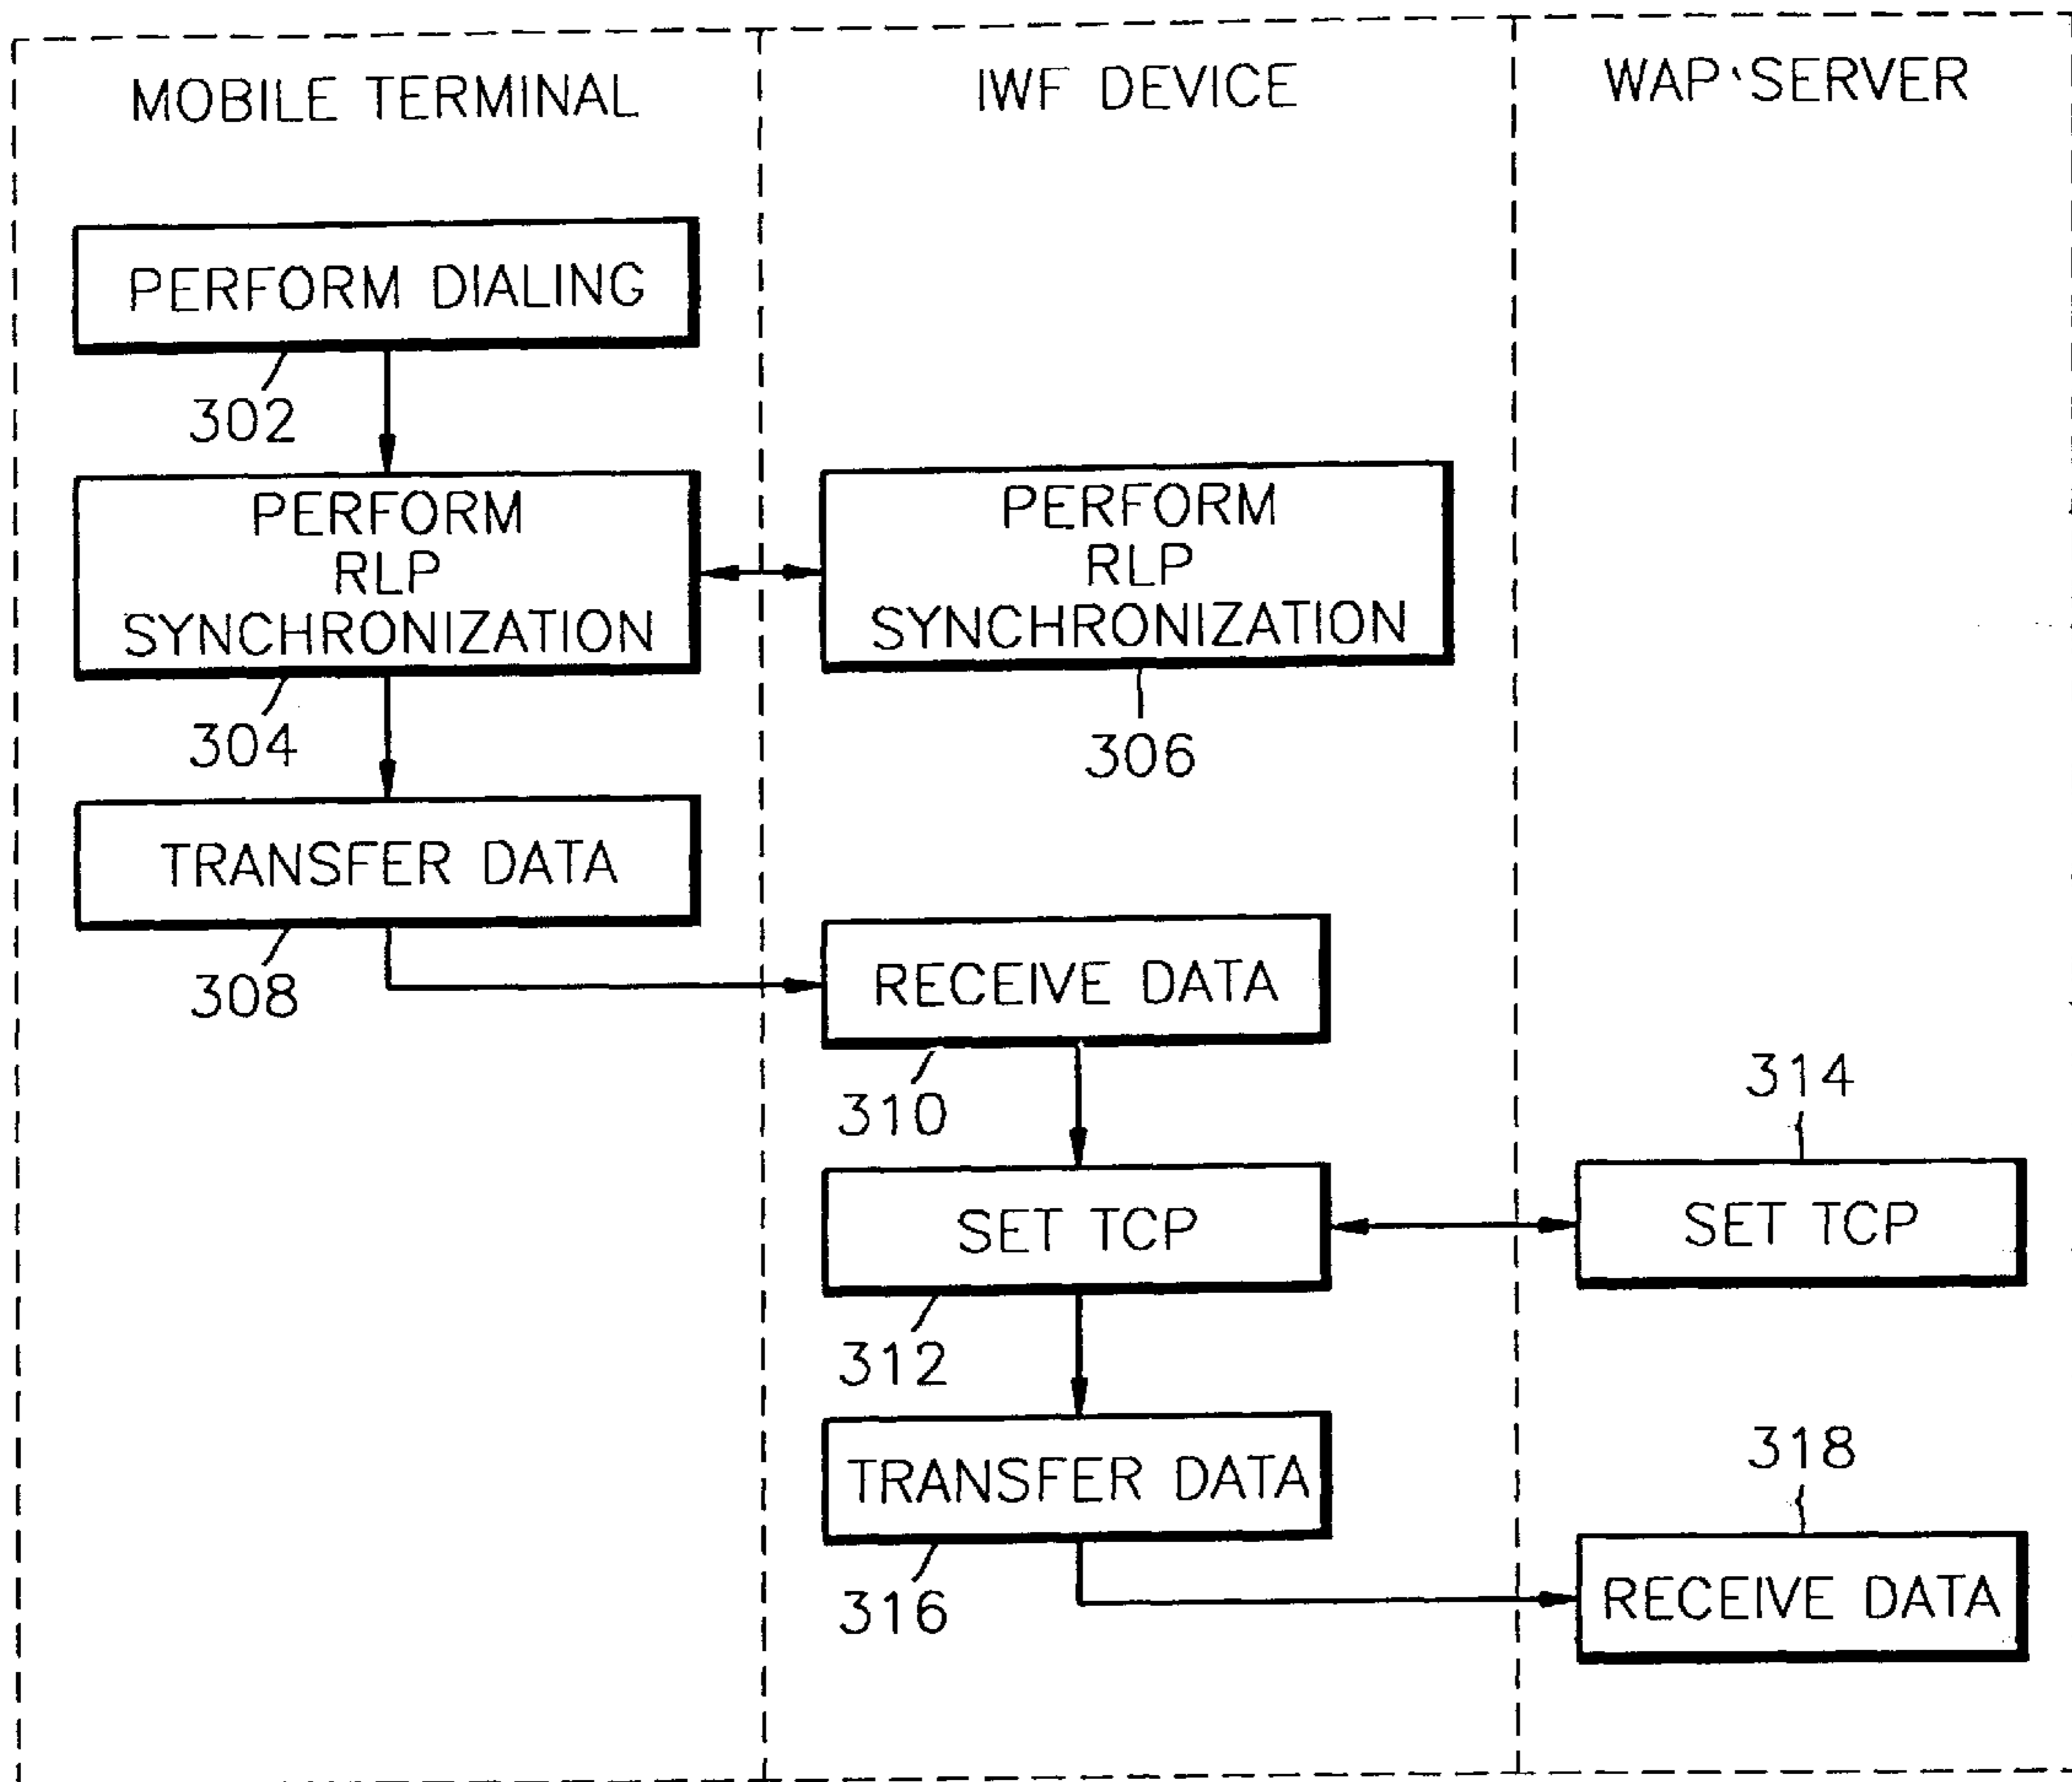 MOBILE TERMINAL
IWF DEVICE
WAP SERVER
PERFORM DIALING
302
PERFORM
RLP
SYNCHRONIZATION
304
PERFORM
RLP
SYNCHRONIZATION
306
TRANSFER DATA
308
RECEIVE DATA
310
SET TCP
312
314
SET TCP
TRANSFER DATA
316
318
RECEIVE DATA